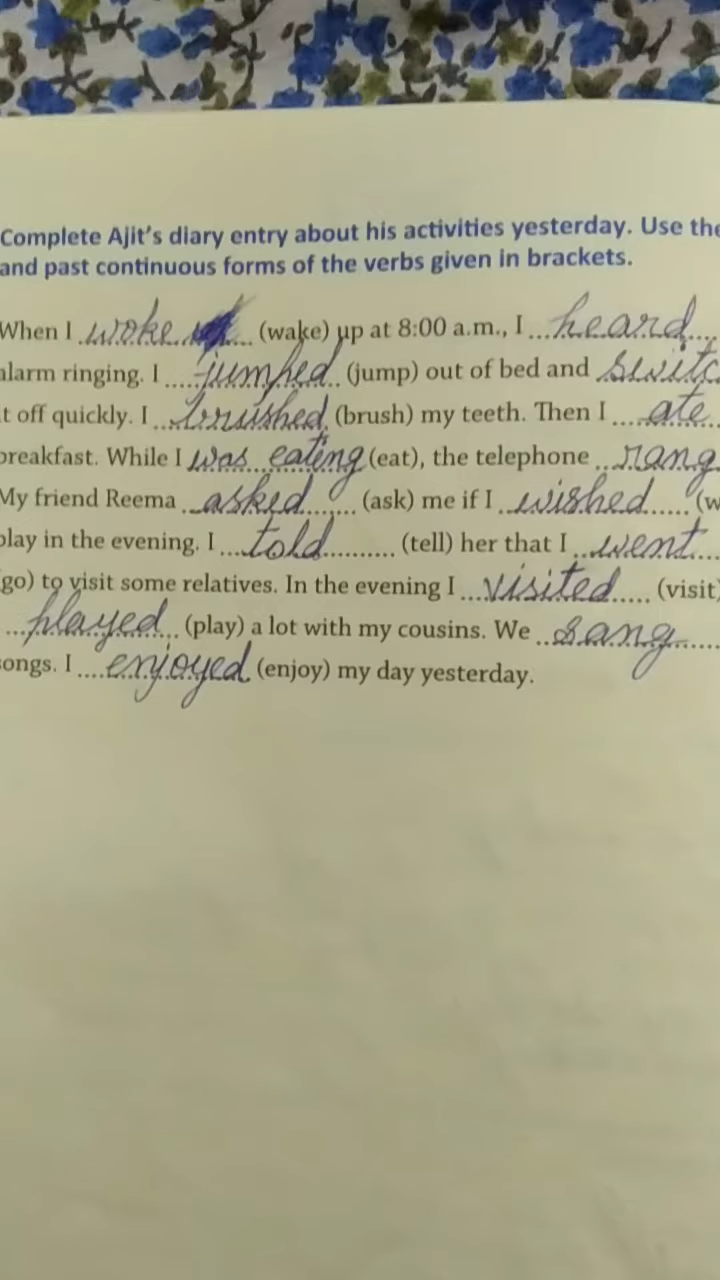 Complete Ajit's diary entry about his activities yesterday. Use the
and past continuous forms of the verbs given in brackets.
When I woke (wake) up at 8:00 a.m., I heard
alarm ringing. I jumped (jump) out of bed and switc
t off quickly. I brushed (brush) my teeth. Then I ate
breakfast. While I was eating (eat), the telephone rang
My friend Reema asked (ask) me if I wished (w
play in the evening. I told (tell) her that I went
go) to visit some relatives. In the evening I visited (visit)
played (play) a lot with my cousins. We sang
songs. I enjoyed (enjoy) my day yesterday.